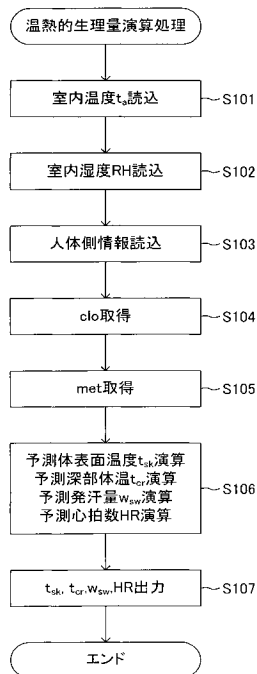 温熱的生理量演算処理
室内温度ta読込
S101
室内湿度RH読込
S102
人体側情報読込
S103
clo取得
S104
met取得
S105
予測体表面温度tsk演算
予測深部体温tcr演算
予測発汗量wsw演算
予測心拍数HR演算
S106
tsk, tcr,wsw,HR出力
S107
エンド